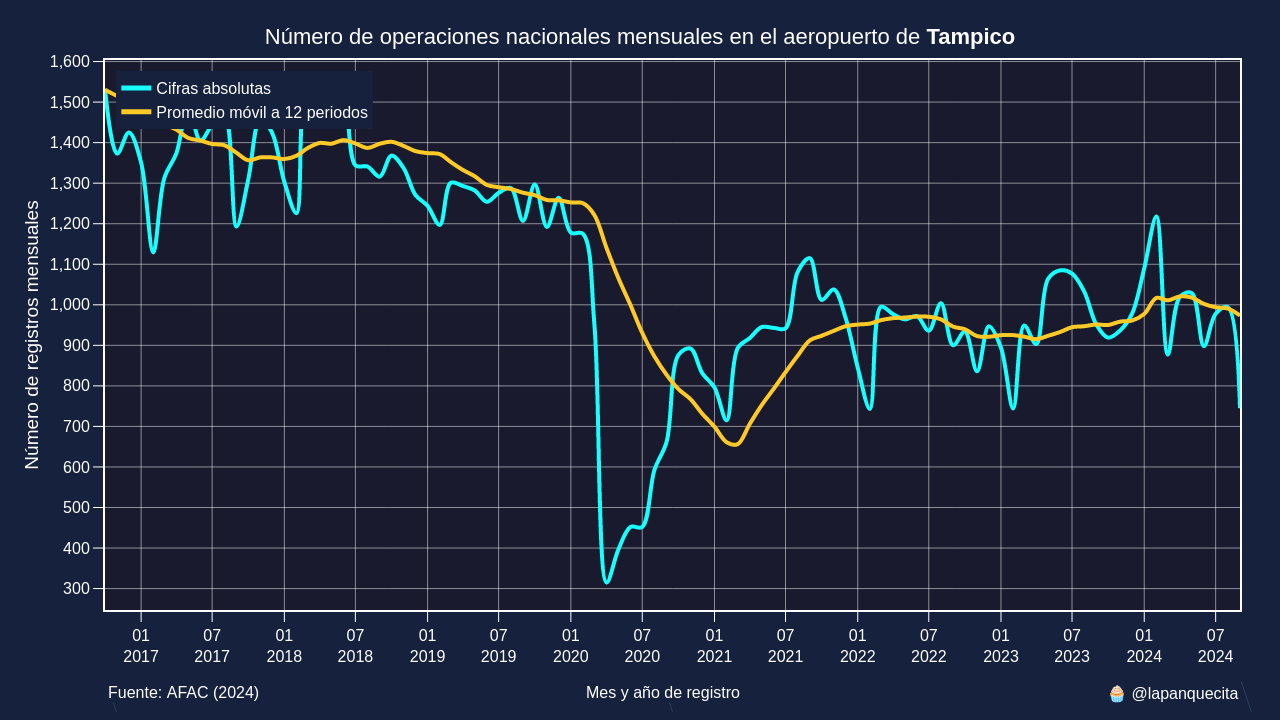 Número de operaciones nacionales mensuales en el aeropuerto de Tampico
Cifras absolutas
Promedio móvil a 12 periodos
Número de registros mensuales
1,600
1,500
1,400
1,300
1,200
1,100
1,000
900
800
700
600
500
400
300
01 07 01 07 01 07 01 07 01 07 01 07 01 07 01 07
2017 2017 2018 2018 2019 2019 2020 2020 2021 2021 2022 2022 2023 2023 2024 2024
Fuente: AFAC (2024)
Mes y año de registro
🧁 @lapanquecita